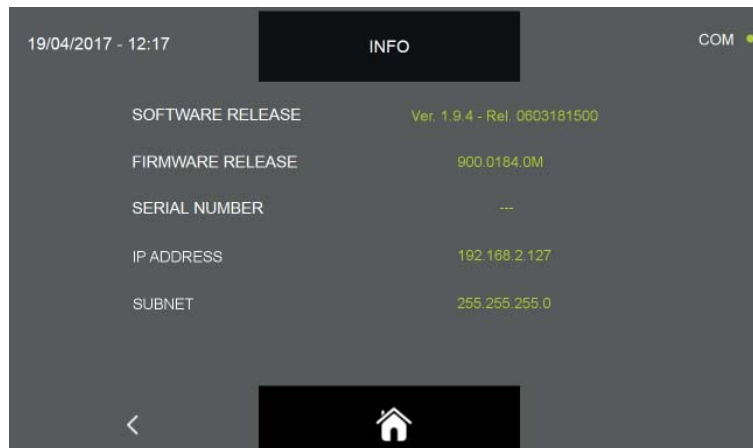 19/04/2017 - 12:17 INFO COM
SOFTWARE RELEASE Ver. 1.9.4 - Rel. 0603181500
FIRMWARE RELEASE 900.0184.0M
SERIAL NUMBER ---
IP ADDRESS 192.168.2.127
SUBNET 255.255.255.0